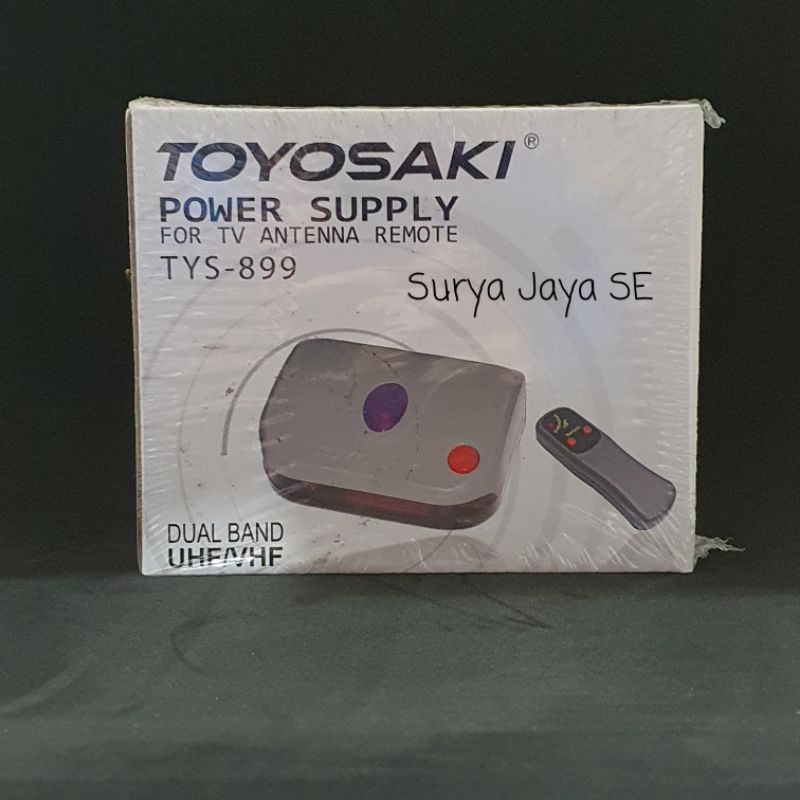 TOYOSAKI®
POWER SUPPLY
FOR TV ANTENNA REMOTE
TYS-899
Surya Jaya SE
DUAL BAND
UHF/VHF